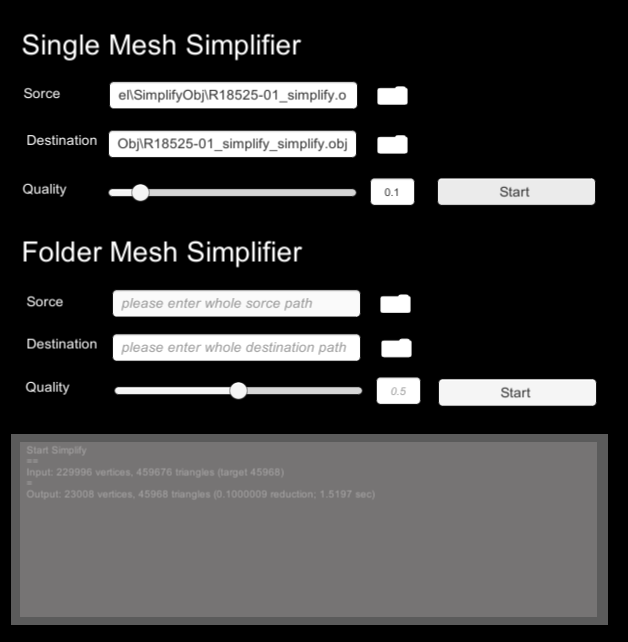 Single Mesh Simplifier
Sorce
el\SimplifyObj\R18525-01_simplify.o
Destination
Obj\R18525-01_simplify_simplify.obj
Quality
0.1
Start
Folder Mesh Simplifier
Sorce
please enter whole sorce path
Destination
please enter whole destination path
Quality
0.5
Start
Start Simplify
==
Input: 229996 vertices, 459676 triangles (target 45968)
=
Output: 23008 vertices, 45968 triangles (0.1000009 reduction; 1.5197 sec)